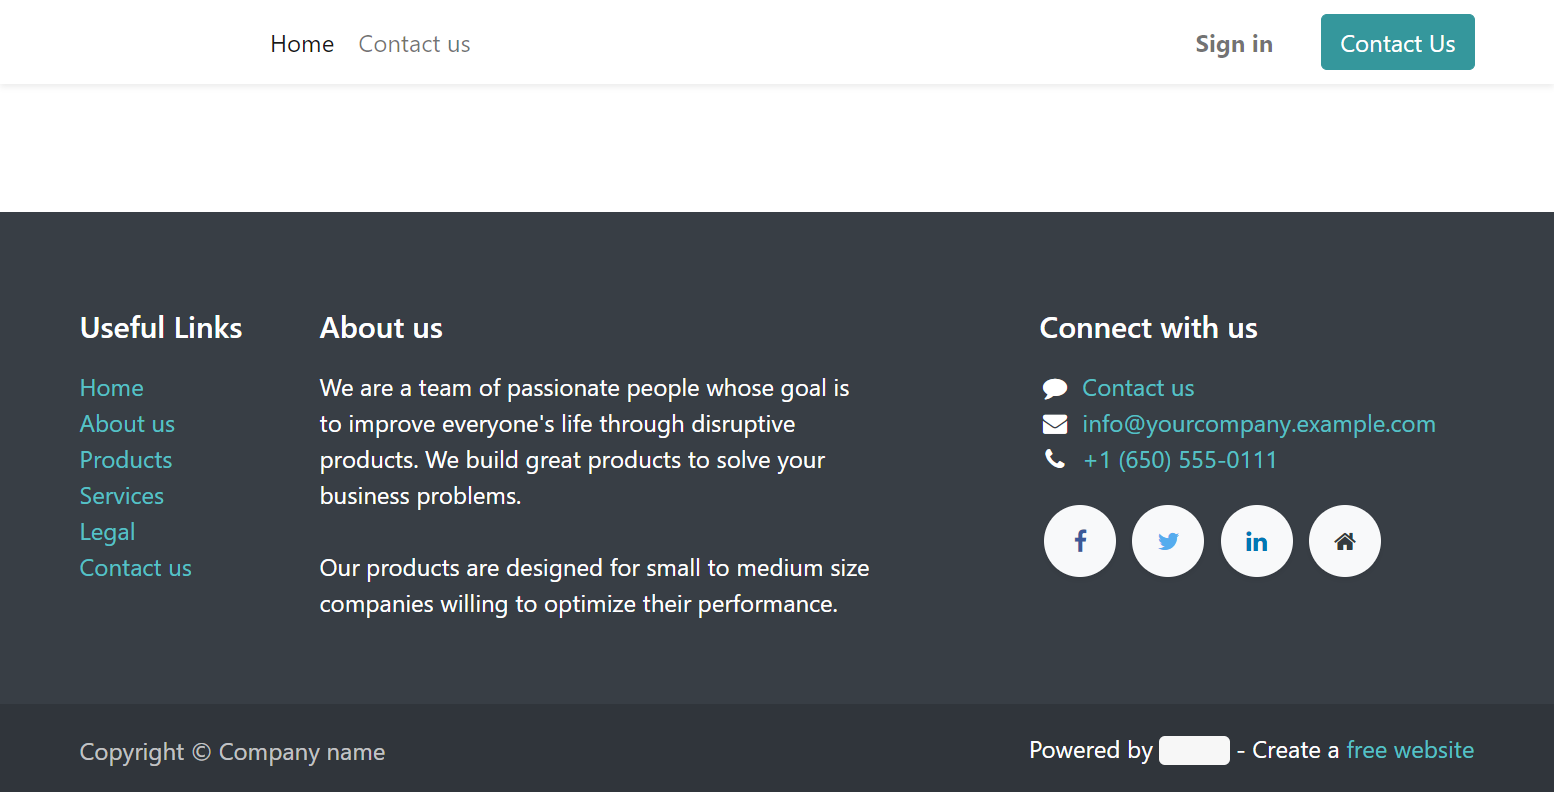 Home Contact us Sign in Contact Us
Useful Links
Home
About us
Products
Services
Legal
Contact us
About us
We are a team of passionate people whose goal is
to improve everyone's life through disruptive
products. We build great products to solve your
business problems.
Our products are designed for small to medium size
companies willing to optimize their performance.
Connect with us
Contact us
info@yourcompany.example.com
+1 (650) 555-0111
Copyright © Company name
Powered by - Create a free website